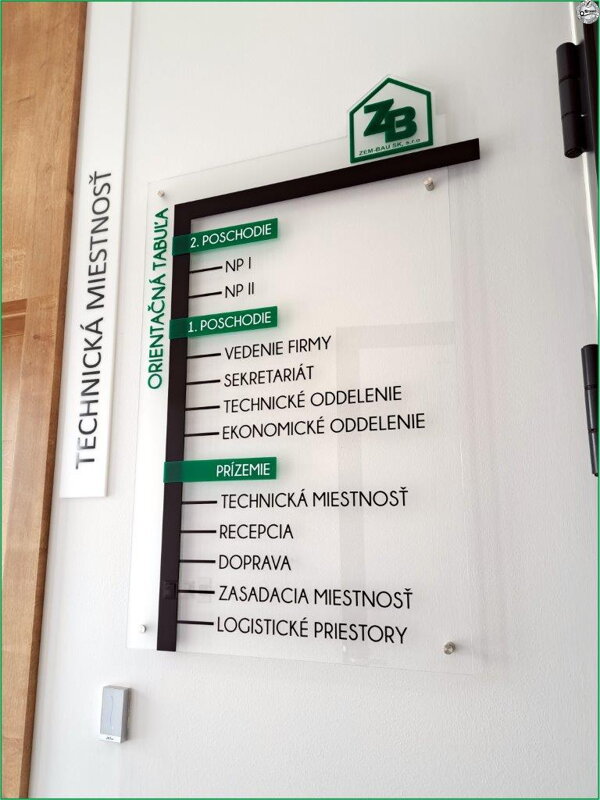 TECHNICKÁ MIESTNOSŤ
ZB
ZEM-BAU SK, s.r.o.
ORIENTAČNÁ TABUĽA
2. POSCHODIE
NP I
NP II
1. POSCHODIE
VEDENIE FIRMY
SEKRETARIÁT
TECHNICKÉ ODDELENIE
EKONOMICKÉ ODDELENIE
PRÍZEMIE
TECHNICKÁ MIESTNOSŤ
RECEPCIA
DOPRAVA
ZASADACIA MIESTNOSŤ
LOGISTICKÉ PRIESTORY